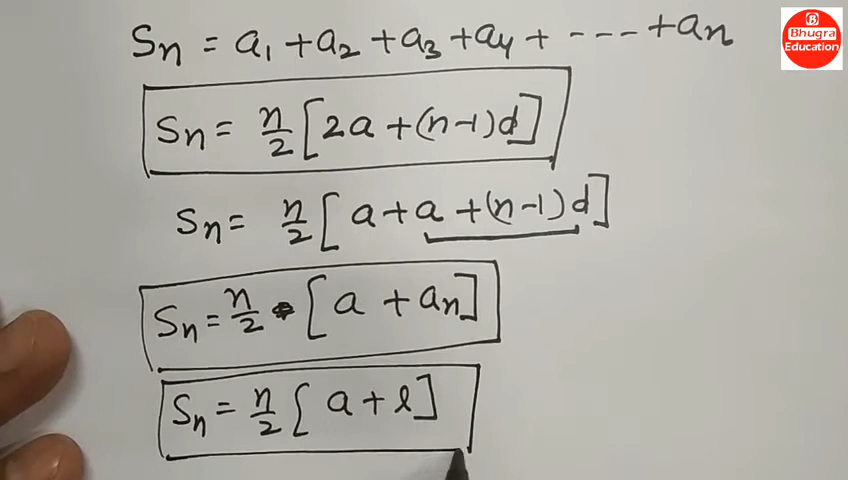 Sn = a1 + a2 + a3 + a4 + ---- + an
Bhugra
Education
Sn = n/2 [2a + (n-1)d]
Sn = n/2 [a + a + (n-1)d]
Sn = n/2 [a + an]
Sn = n/2 [a + l]